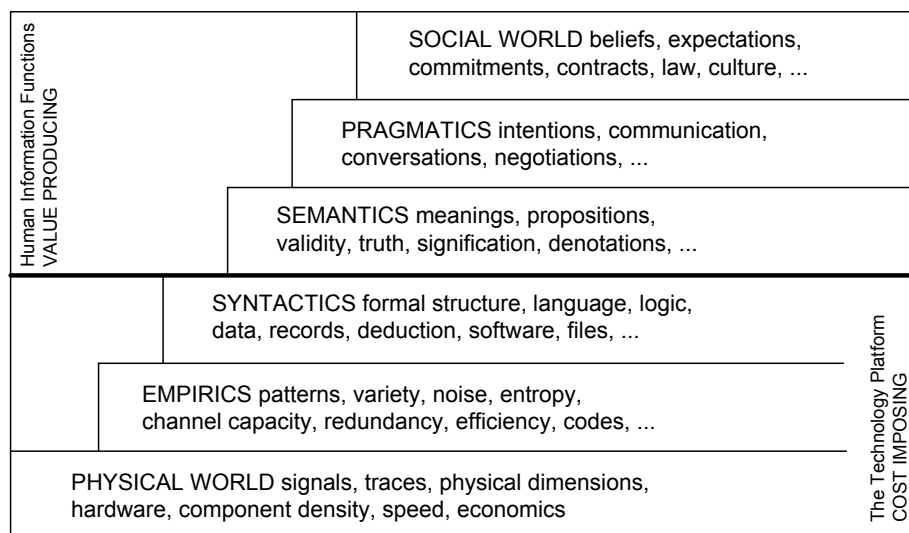 Human Information Functions
VALUE PRODUCING
SOCIAL WORLD beliefs, expectations,
commitments, contracts, law, culture, ...
PRAGMATICS intentions, communication,
conversations, negotiations, ...
SEMANTICS meanings, propositions,
validity, truth, signification, denotations, ...
SYNTACTICS formal structure, language, logic,
data, records, deduction, software, files, ...
EMPIRICS patterns, variety, noise, entropy,
channel capacity, redundancy, efficiency, codes, ...
PHYSICAL WORLD signals, traces, physical dimensions,
hardware, component density, speed, economics
The Technology Platform
COST IMPOSING